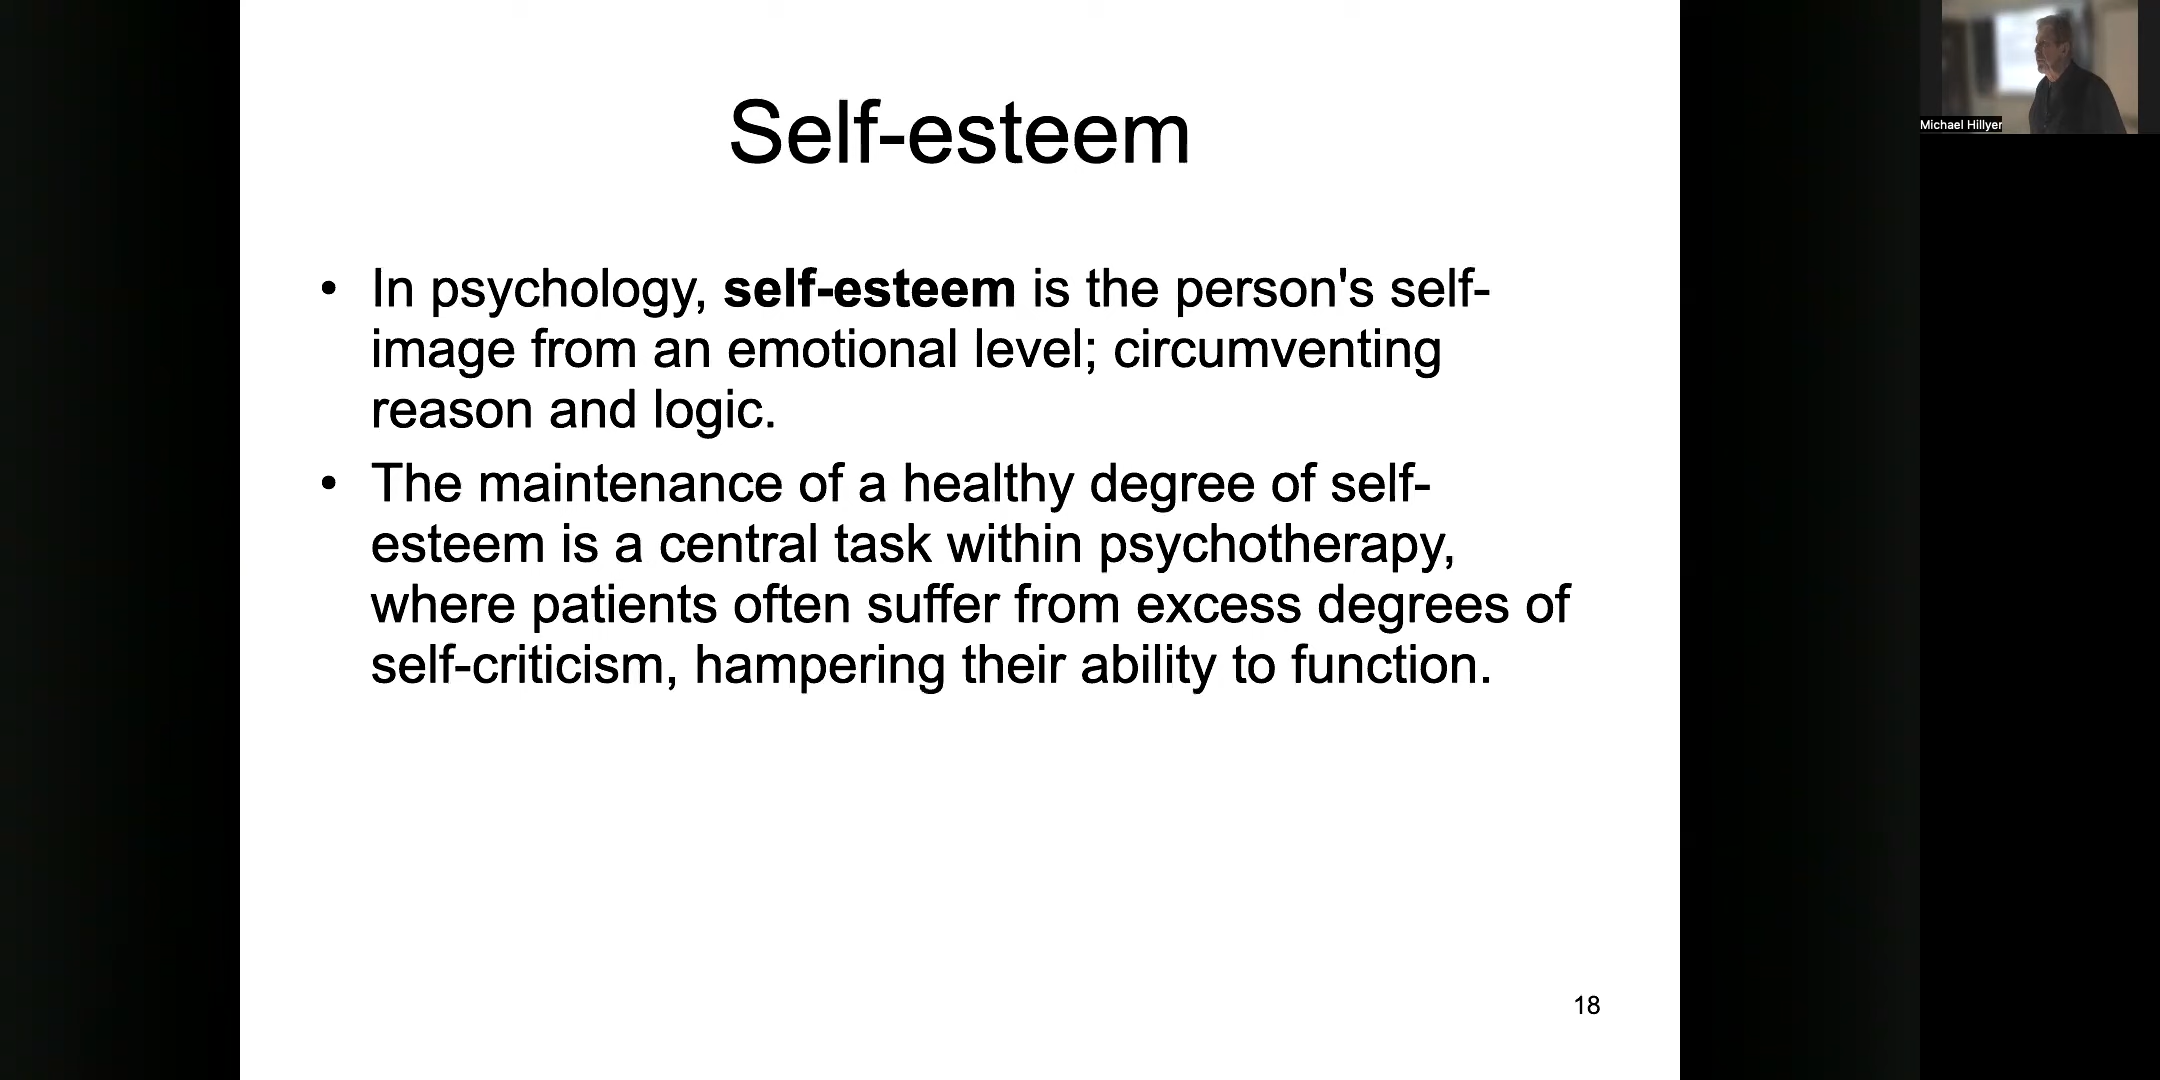 Self-esteem
• In psychology, self-esteem is the person's self-
image from an emotional level; circumventing
reason and logic.
• The maintenance of a healthy degree of self-
esteem is a central task within psychotherapy,
where patients often suffer from excess degrees of
self-criticism, hampering their ability to function.
18
Michael Hillyer